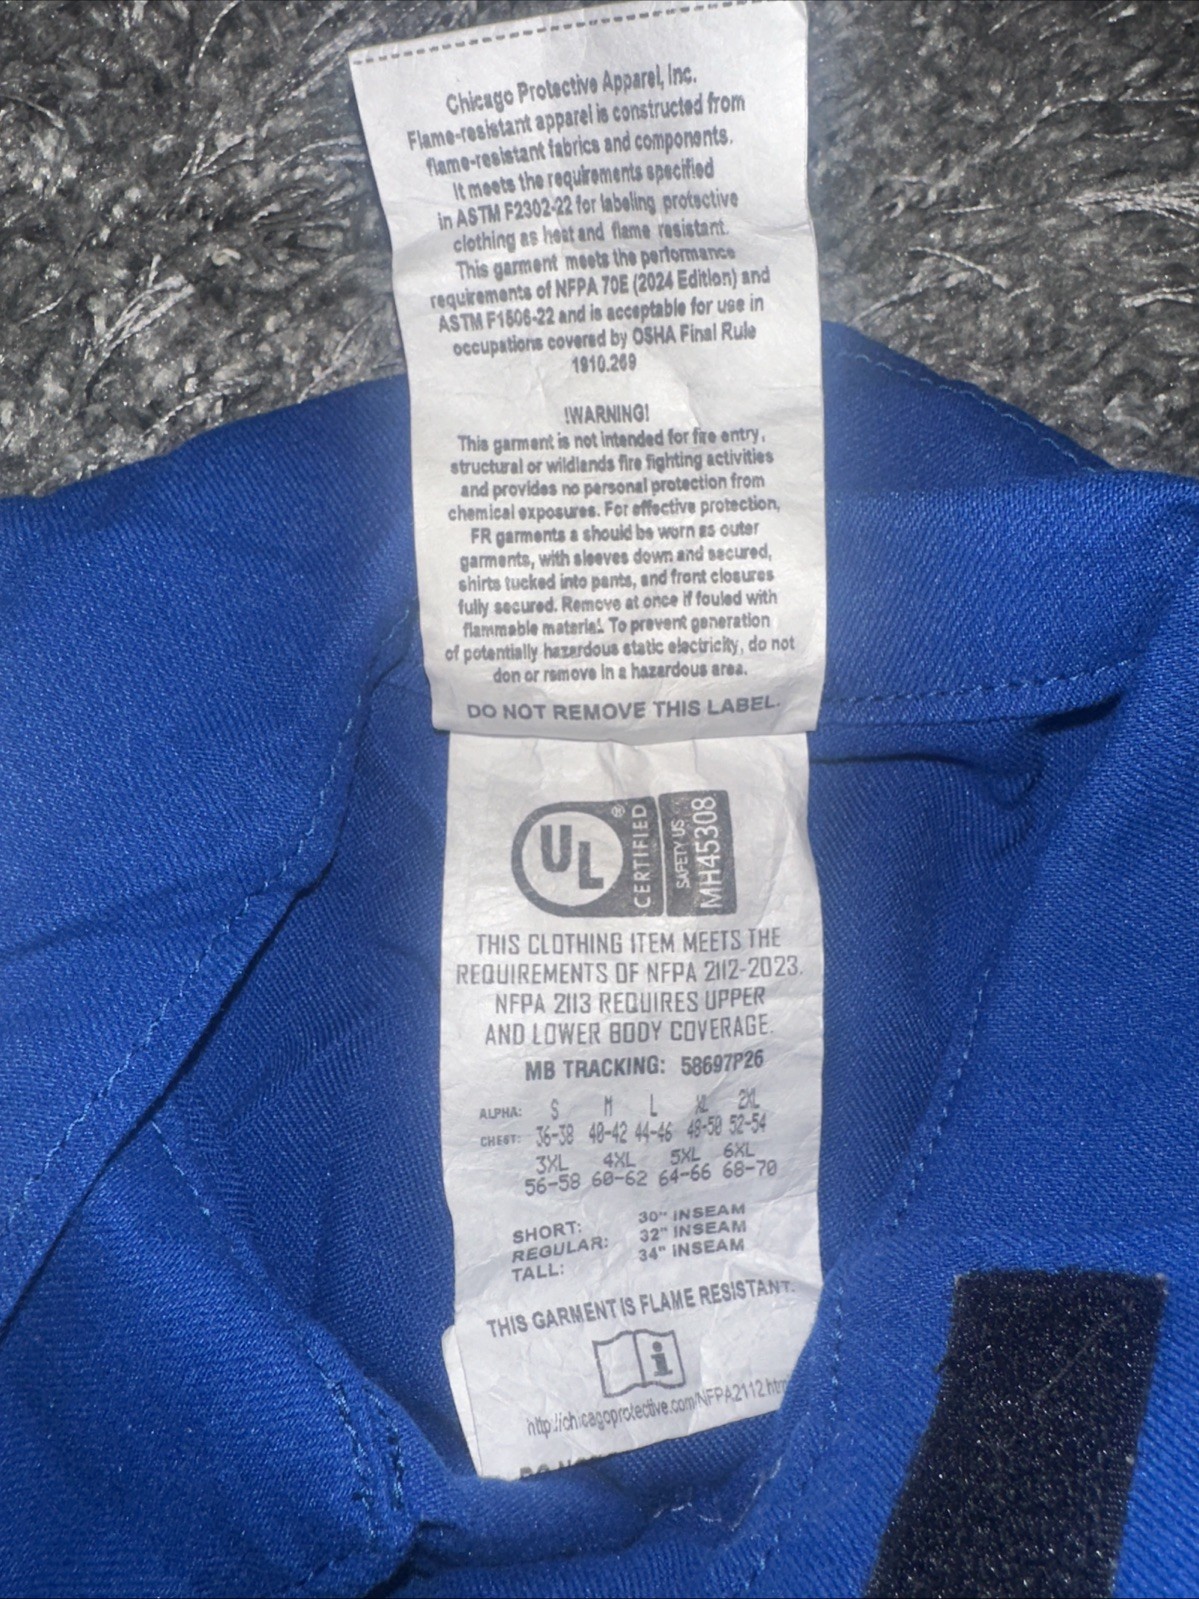 Chicago Protective Apparel, Inc.
Flame-resistant apparel is constructed from
flame-resistant fabrics and components.
It meets the requirements specified
in ASTM F2302-22 for labeling protective
clothing as heat and flame resistant.
This garment meets the performance
requirements of NFPA 70E (2024 Edition) and
ASTM F1506-22 and is acceptable for use in
occupations covered by OSHA Final Rule
1910.269
!WARNING!
This garment is not intended for fire entry,
structural or wildlands fire fighting activities
and provides no personal protection from
chemical exposures. For effective protection,
FR garments a should be worn as outer
garments, with sleeves down and secured,
shirts tucked into pants, and front closures
fully secured. Remove at once if fouled with
flammable material. To prevent generation
of potentially hazardous static electricity, do not
don or remove in a hazardous area.
DO NOT REMOVE THIS LABEL.
UL ®
CERTIFIED
SAFETY US
MH45308
THIS CLOTHING ITEM MEETS THE
REQUIREMENTS OF NFPA 2112-2023.
NFPA 2113 REQUIRES UPPER
AND LOWER BODY COVERAGE.
MB TRACKING: 58697P26
ALPHA: S M L XL 2XL
CHEST: 36-38 40-42 44-46 48-50 52-54
3XL 4XL 5XL 6XL
56-58 60-62 64-66 68-70
SHORT: 30" INSEAM
REGULAR: 32" INSEAM
TALL: 34" INSEAM
THIS GARMENT IS FLAME RESISTANT.
i
http://chicagoprotective.com/NFPA2112.htm